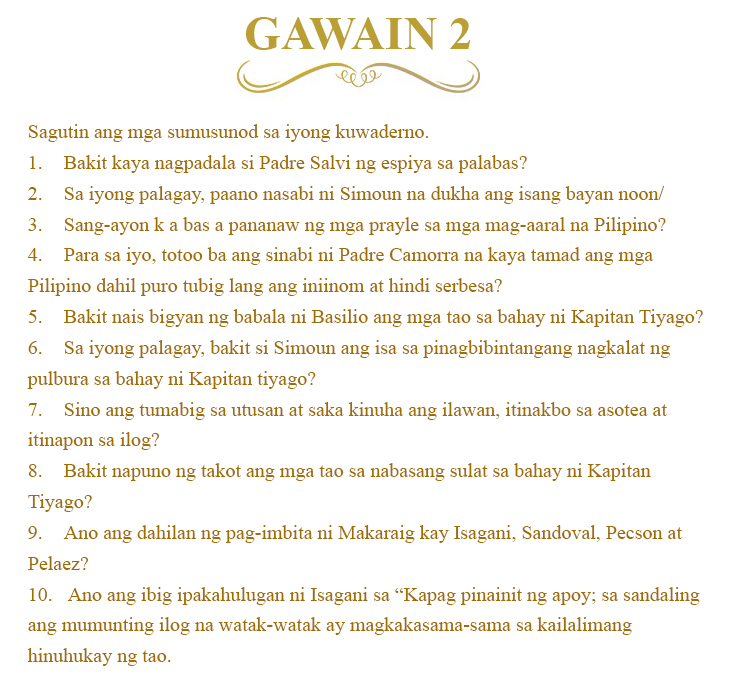 GAWAIN 2
Sagutin ang mga sumusunod sa iyong kuwaderno.
1. Bakit kaya nagpadala si Padre Salvi ng espiya sa palabas?
2. Sa iyong palagay, paano nasabi ni Simoun na dukha ang isang bayan noon/
3. Sang-ayon k a bas a pananaw ng mga prayle sa mga mag-aaral na Pilipino?
4. Para sa iyo, totoo ba ang sinabi ni Padre Camorra na kaya tamad ang mga
Pilipino dahil puro tubig lang ang iniinom at hindi serbesa?
5. Bakit nais bigyan ng babala ni Basilio ang mga tao sa bahay ni Kapitan Tiyago?
6. Sa iyong palagay, bakit si Simoun ang isa sa pinagbibintangang nagkalat ng
pulbura sa bahay ni Kapitan tiyago?
7. Sino ang tumabig sa utusan at saka kinuha ang ilawan, itinakbo sa asotea at
itinapon sa ilog?
8. Bakit napuno ng takot ang mga tao sa nabasang sulat sa bahay ni Kapitan
Tiyago?
9. Ano ang dahilan ng pag-imbita ni Makaraig kay Isagani, Sandoval, Pecson at
Pelaez?
10. Ano ang ibig ipakahulugan ni Isagani sa “Kapag pinainit ng apoy; sa sandaling
ang mumunting ilog na watak-watak ay magkakasama-sama sa kailalimang
hinuhukay ng tao.